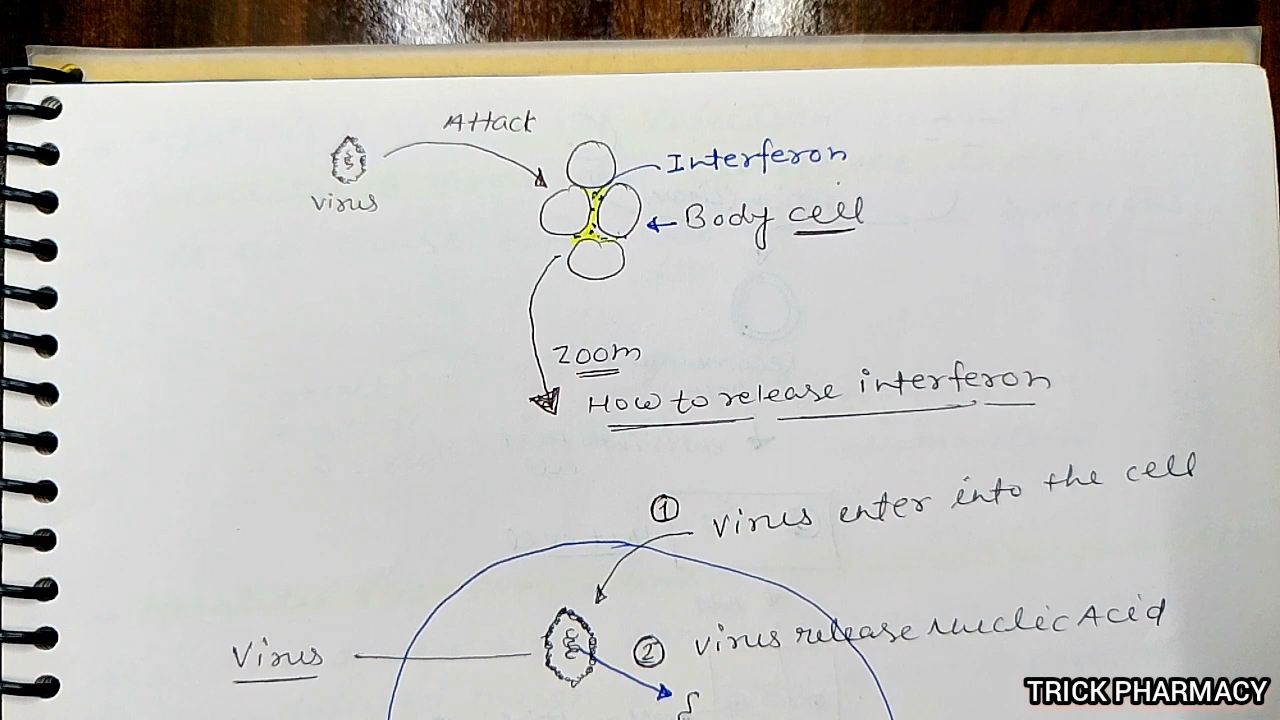 Attack
Interferon
virus
Body cell
Zoom
How to release interferon
① virus enter into the cell
② virus release Nuclic Acid
Virus
TRICK PHARMACY